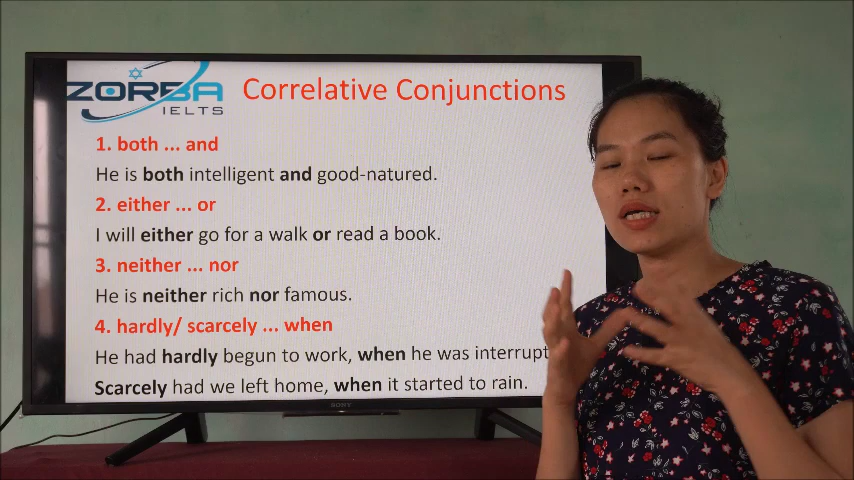 ZORBA
IELTS
Correlative Conjunctions
1. both ... and
He is both intelligent and good-natured.
2. either ... or
I will either go for a walk or read a book.
3. neither ... nor
He is neither rich nor famous.
4. hardly/ scarcely ... when
He had hardly begun to work, when he was interrupt
Scarcely had we left home, when it started to rain.
SONY